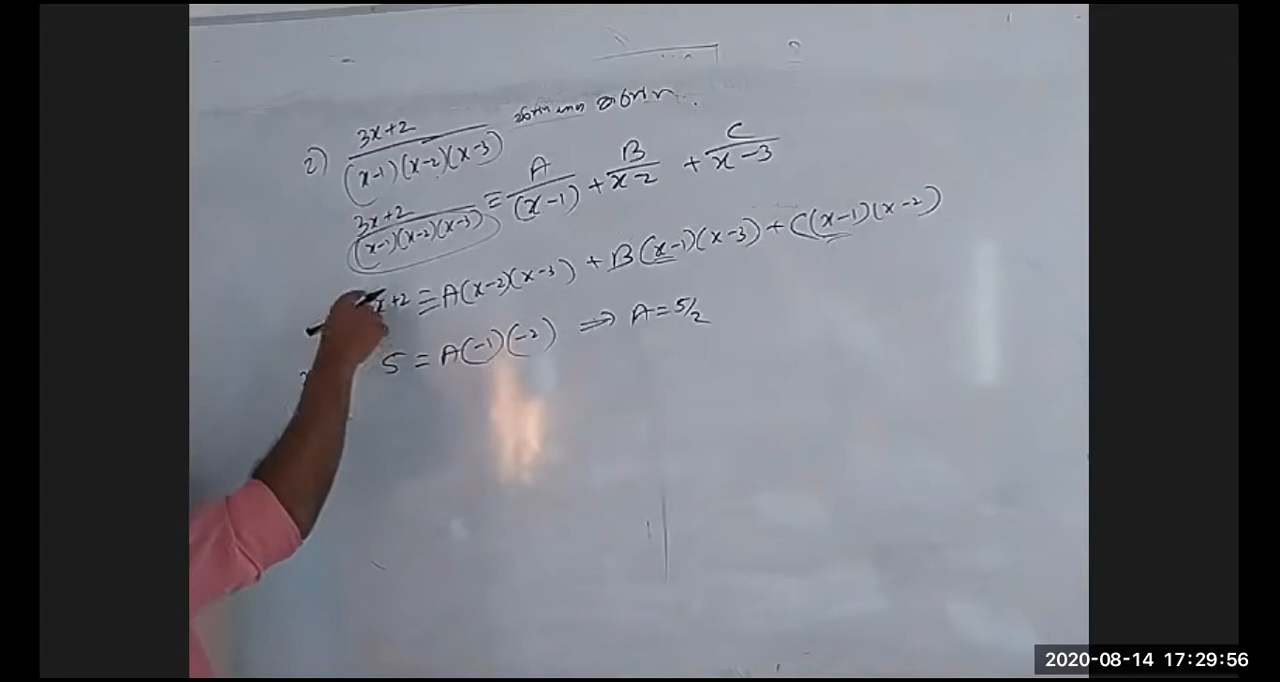 2) 3x+2 / (x-1)(x-2)(x-3)
3x+2 / (x-1)(x-2)(x-3) ≡ A / (x-1) + B / x-2 + C / x-3
x+2 ≡ A(x-2)(x-3) + B(x-1)(x-3) + C(x-1)(x-2)
5 = A(-1)(-2) ⇒ A = 5/2
2020-08-14 17:29:56